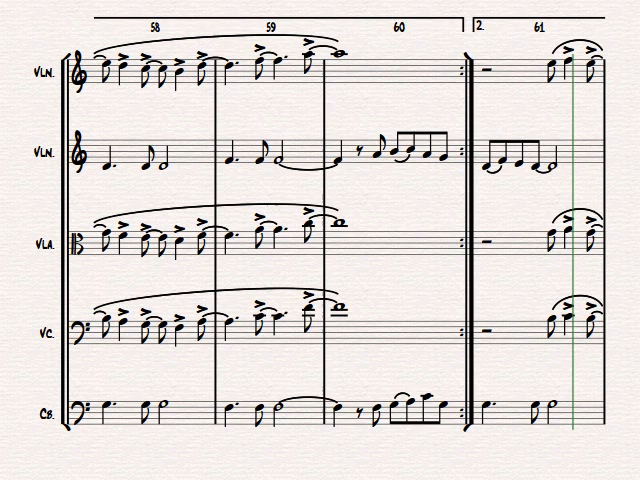 58 59 60 2. 61
VLN.
VLN.
VLA.
VC.
CB.